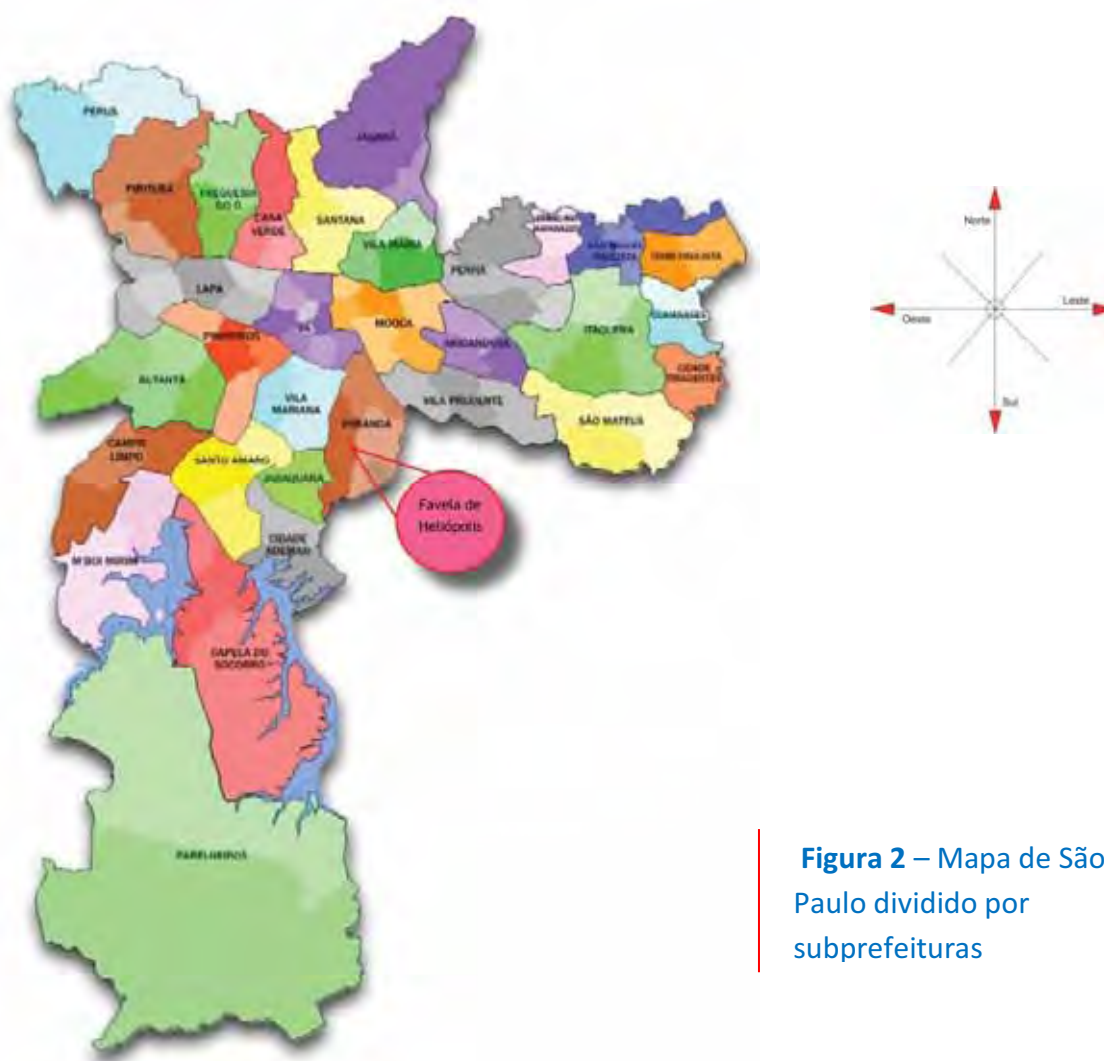 PERUS
JAÇANÃ
PIRITUBA
FREGUESIA
DO Ó
CASA
VERDE
SANTANA
VILA MARIA
PENHA
ITAIM PAULISTA
LAPA
SÉ
MOOCA
ITAQUERA
GUAIANASES
PINHEIROS
BUTANTÃ
VILA
MARIANA
IPIRANGA
VILA PRUDENTE
CIDADE
TIRADENTES
SÃO MATEUS
CAMPO
LIMPO
SANTO AMARO
JABAQUARA
CIDADE
ADEMAR
M'BOI MIRIM
CAPELA DO
SOCORRO
PARELHEIROS
Favela de
Heliópolis
Norte
Leste
Oeste
Sul
Figura 2 – Mapa de São
Paulo dividido por
subprefeituras